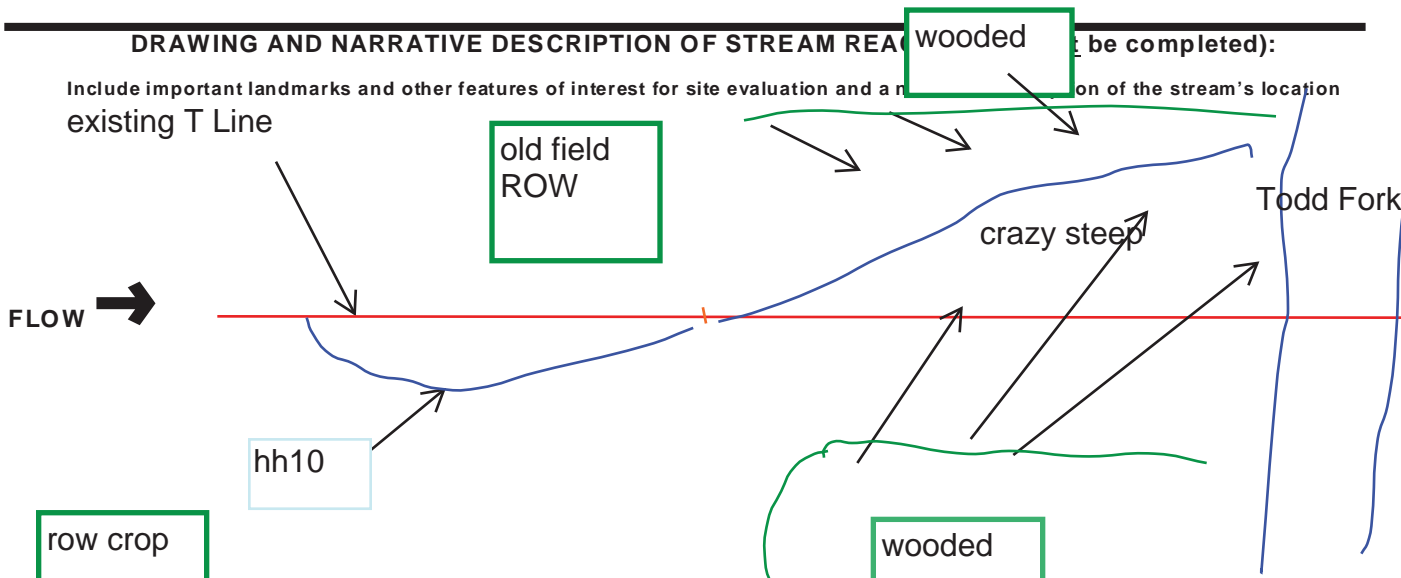 DRAWING AND NARRATIVE DESCRIPTION OF STREAM be completed):
wooded
Include important landmarks and other features of interest for site evaluation and a of the stream's location
existing T Line
old field
ROW
Todd Fork
crazy steep
FLOW
hh10
row crop
wooded